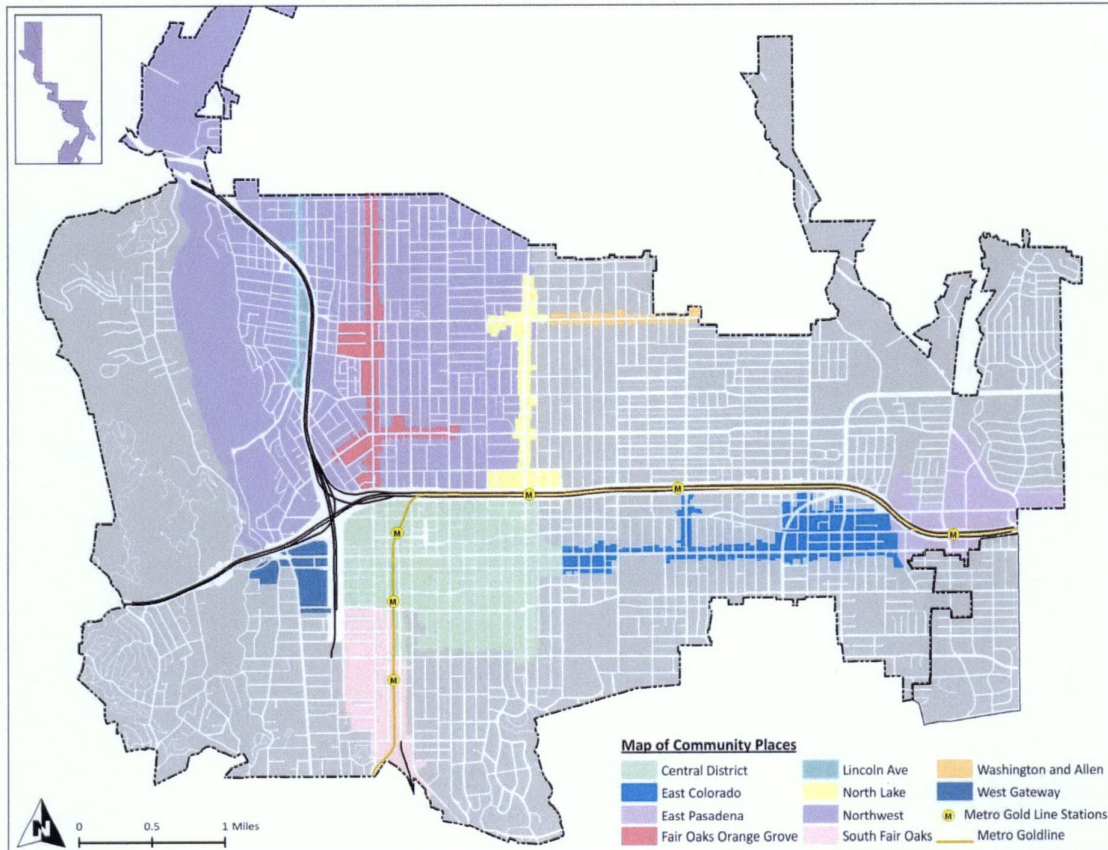 M
M
M
M
M
M
Map of Community Places
Central District
Lincoln Ave
Washington and Allen
East Colorado
North Lake
West Gateway
East Pasadena
Northwest
M Metro Gold Line Stations
Fair Oaks Orange Grove
South Fair Oaks
Metro Goldline
N
0 0.5 1 Miles